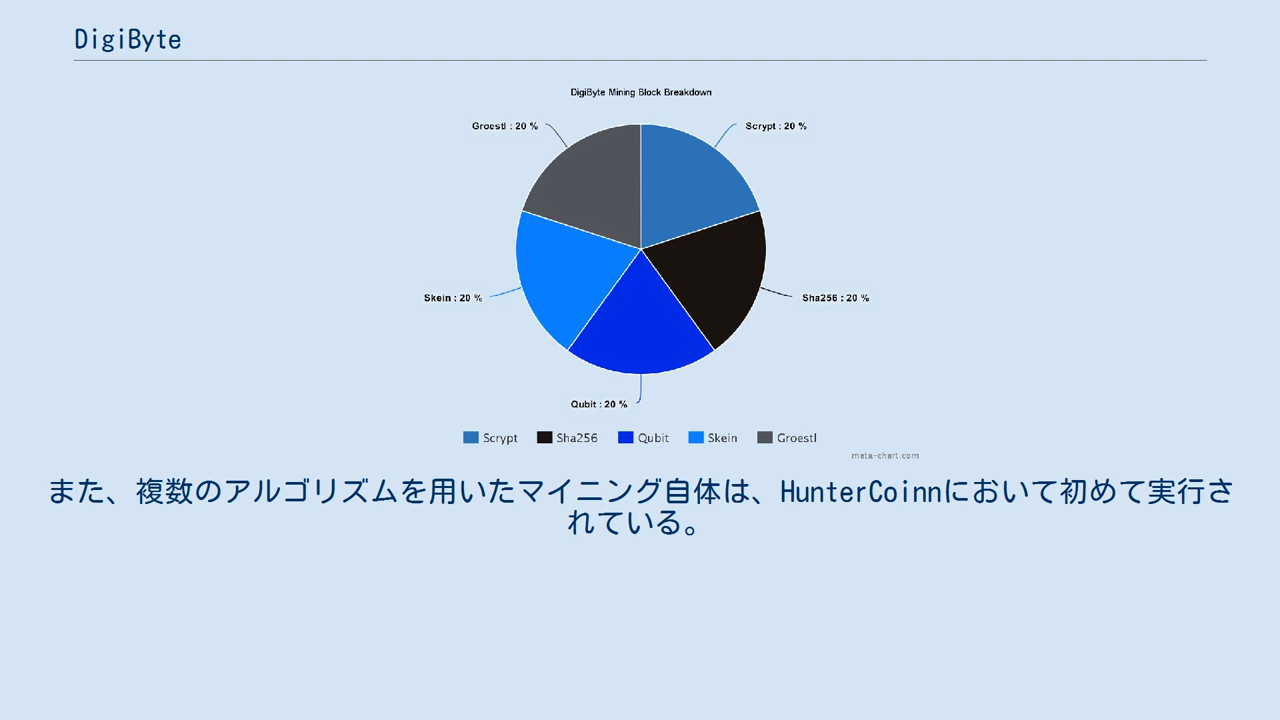 DigiByte
DigiByte Mining Block Breakdown
Groestl : 20 %
Scrypt : 20 %
Skein : 20 %
Sha256 : 20 %
Qubit : 20 %
Scrypt Sha256 Qubit Skein Groestl
meta-chart.com
また、複数のアルゴリズムを用いたマイニング自体は、HunterCoinnにおいて初めて実行さ
れている。